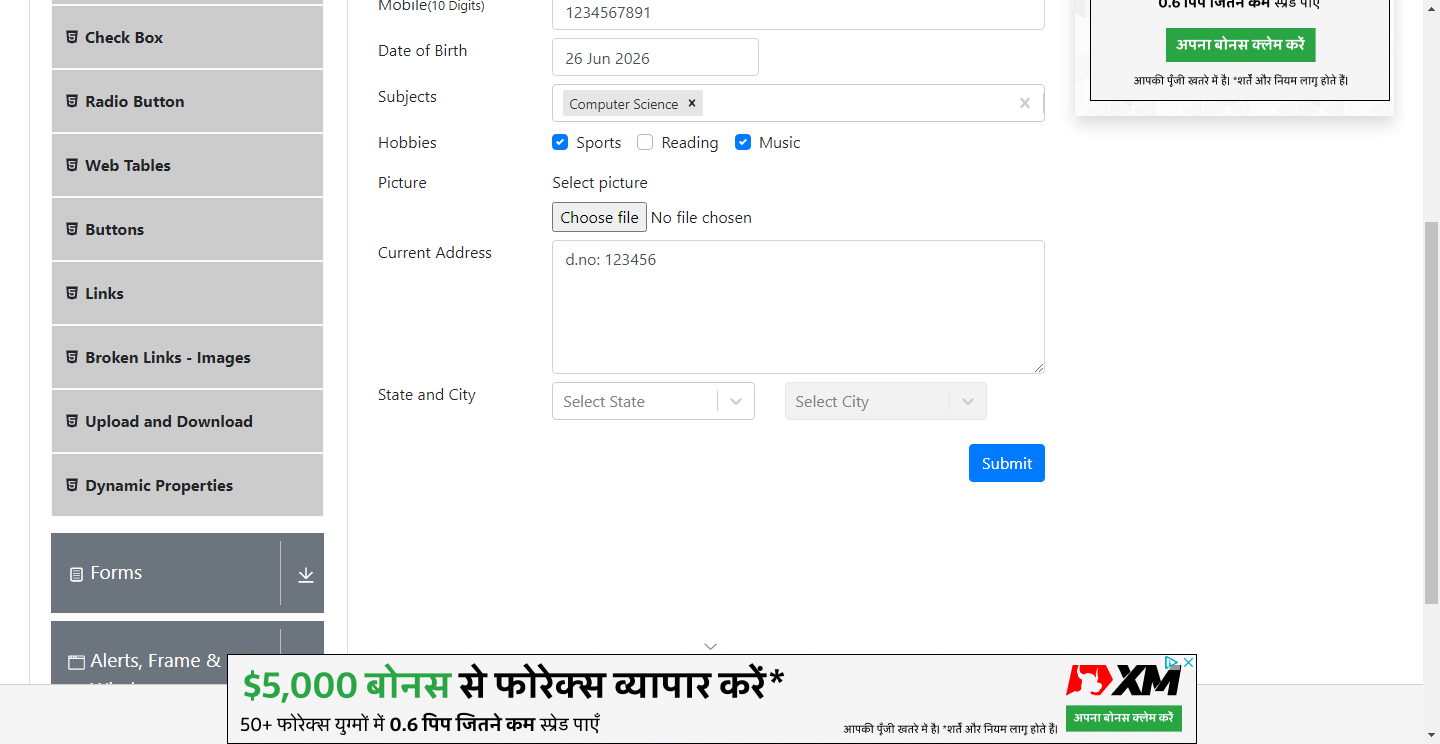 Check Box
Radio Button
Web Tables
Buttons
Links
Broken Links - Images
Upload and Download
Dynamic Properties
Forms
Alerts, Frame &
Mobile(10 Digits)
1234567891
Date of Birth
26 Jun 2026
Subjects
Computer Science ×
Hobbies
Sports
Reading
Music
Picture
Select picture
Choose file No file chosen
Current Address
d.no: 123456
State and City
Select State
Select City
Submit
0.6 पिप जितने कम स्प्रेड पाएँ
अपना बोनस क्लेम करें
आपकी पूँजी खतरे में है। *शर्तें और नियम लागू होते हैं।
$5,000 बोनस से फोरेक्स व्यापार करें*
50+ फोरेक्स युग्मों में 0.6 पिप जितने कम स्प्रेड पाएँ
आपकी पूँजी खतरे में है। *शर्तें और नियम लागू होते हैं।
XM
अपना बोनस क्लेम करें